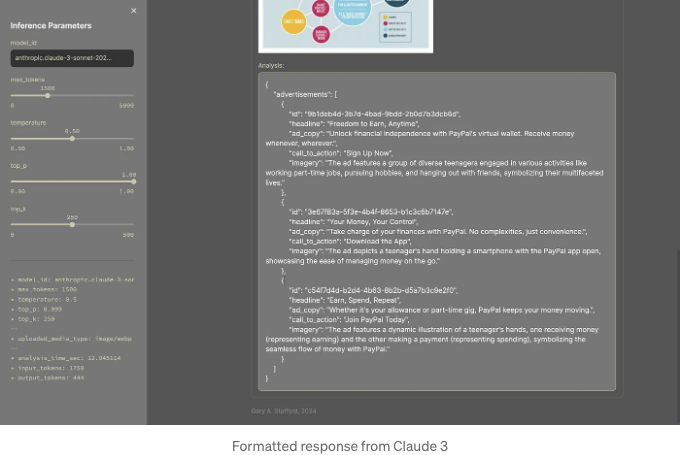 ×
Inference Parameters
model_id
anthropic.claude-3-sonnet-202...
max_tokens
1500
0 5000
temperature
0.50
0.00 1.00
top_p
1.00
0.00 1.00
top_k
250
0 500
• model_id: anthropic.claude-3-sor
• max_tokens: 1500
• temperature: 0.5
• top_p: 0.999
• top_k: 250
—
• uploaded_media_type: image/webp
—
• analysis_time_sec: 12.045114
• input_tokens: 1759
• output_tokens: 444
Analysis:
{
"advertisements": [
{
"headline": "Freedom to Earn, Anytime",
"ad_copy": "Unlock financial independence with PayPal's virtual wallet. Receive money
whenever, wherever.",
"call_to_action": "Sign Up Now",
"imagery": "The ad features a group of diverse teenagers engaged in various activities like
working part-time jobs, pursuing hobbies, and hanging out with friends, symbolizing their multifaceted
lives."
},
{
"id": "3e67f83a-5f3e-4b4f-8653-b1c3c6b7147e",
"headline": "Your Money, Your Control",
"ad_copy": "Take charge of your finances with PayPal. No complexities, just convenience.",
"call_to_action": "Download the App",
"imagery": "The ad depicts a teenager's hand holding a smartphone with the PayPal app open,
showcasing the ease of managing money on the go."
},
{
"id": "c54f7d4d-b2d4-4b63-8b2b-d5a7b3c9e2f0",
"headline": "Earn, Spend, Repeat",
"ad_copy": "Whether it's your allowance or part-time gig, PayPal keeps your money moving.",
"call_to_action": "Join PayPal Today",
"imagery": "The ad features a dynamic illustration of a teenager's hands, one receiving money
(representing earning) and the other making a payment (representing spending), symbolizing the
seamless flow of money with PayPal."
}
]
}
Gary A. Stafford, 2024
Formatted response from Claude 3